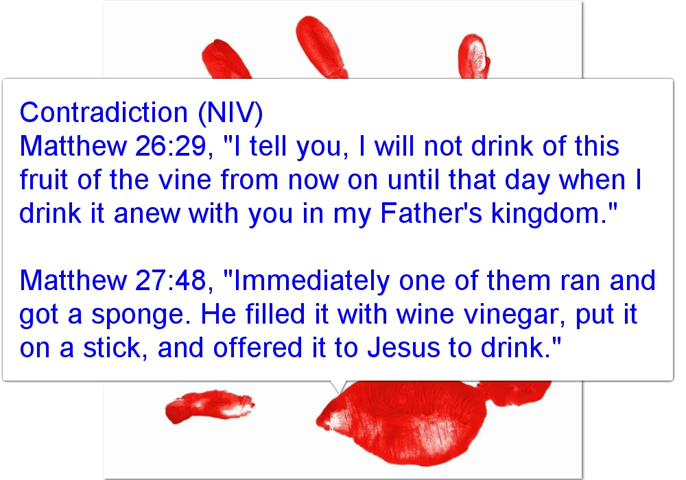 Contradiction (NIV)
Matthew 26:29, "I tell you, I will not drink of this
fruit of the vine from now on until that day when I
drink it anew with you in my Father's kingdom."
Matthew 27:48, "Immediately one of them ran and
got a sponge. He filled it with wine vinegar, put it
on a stick, and offered it to Jesus to drink."